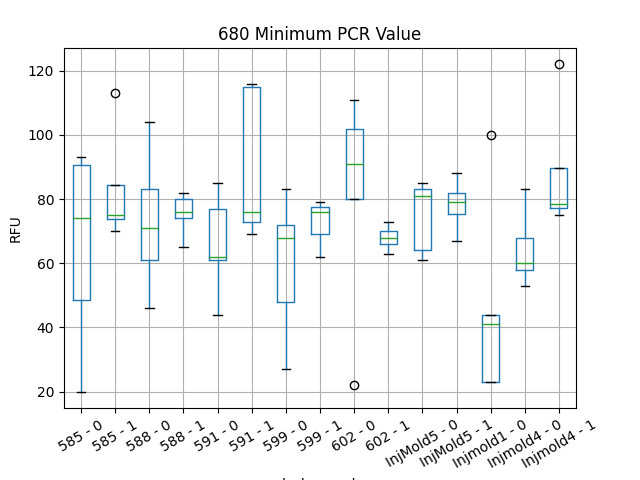 680 Minimum PCR Value
RFU
120
100
80
60
40
20
585 - 0
585 - 1
588 - 0
588 - 1
591 - 0
591 - 1
599 - 0
599 - 1
602 - 0
602 - 1
InjMold5 - 0
InjMold5 - 1
Injmold1 - 0
Injmold4 - 0
Injmold4 - 1